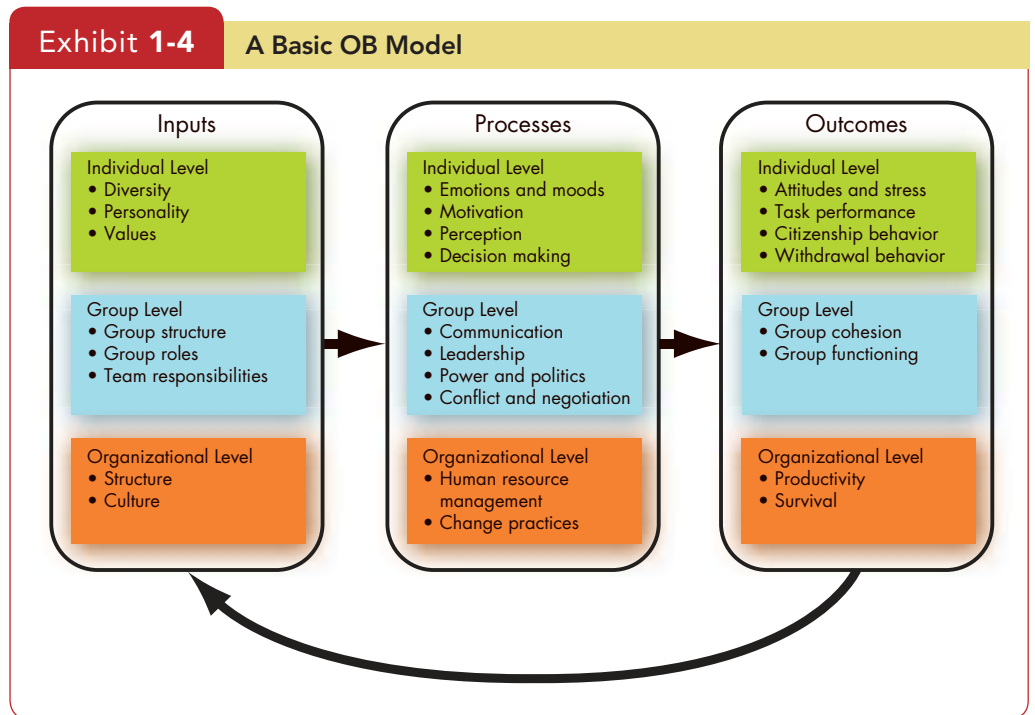 Exhibit 1-4
A Basic OB Model
Inputs
Individual Level
• Diversity
• Personality
• Values
Group Level
• Group structure
• Group roles
• Team responsibilities
Organizational Level
• Structure
• Culture
Processes
Individual Level
• Emotions and moods
• Motivation
• Perception
• Decision making
Group Level
• Communication
• Leadership
• Power and politics
• Conflict and negotiation
Organizational Level
• Human resource
management
• Change practices
Outcomes
Individual Level
• Attitudes and stress
• Task performance
• Citizenship behavior
• Withdrawal behavior
Group Level
• Group cohesion
• Group functioning
Organizational Level
• Productivity
• Survival